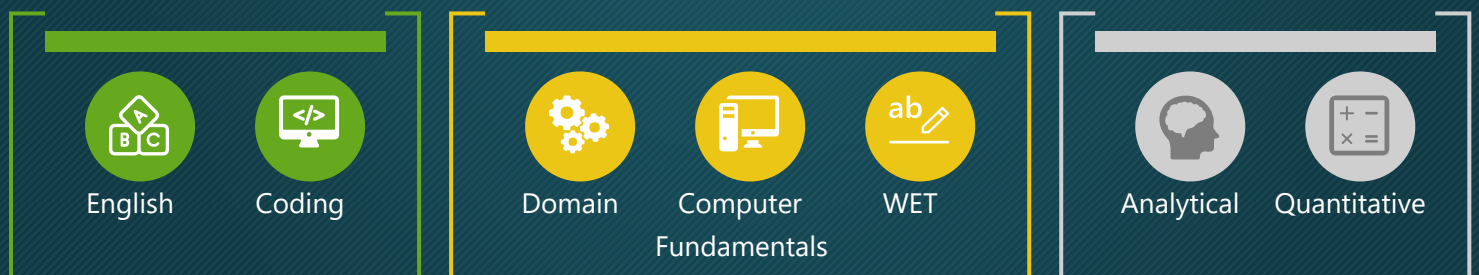 A
B C
</>
ab
+ −
× =
English Coding
Domain Computer WET
Fundamentals
Analytical Quantitative